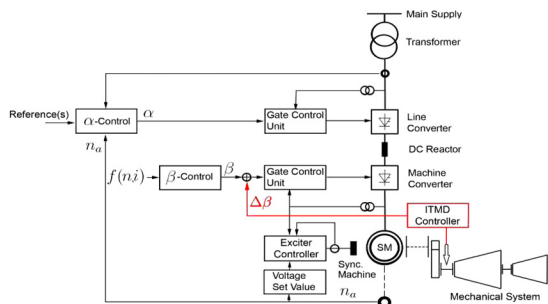 Main Supply
Transformer
Reference(s)
α-Control
α
Gate Control
Unit
Line
Converter
n_a
DC Reactor
f(n,i)
β-Control
β
Gate Control
Unit
Machine
Converter
Δβ
ITMD
Controller
Exciter
Controller
Sync.
Machine
SM
Voltage
Set Value
n_a
Mechanical System